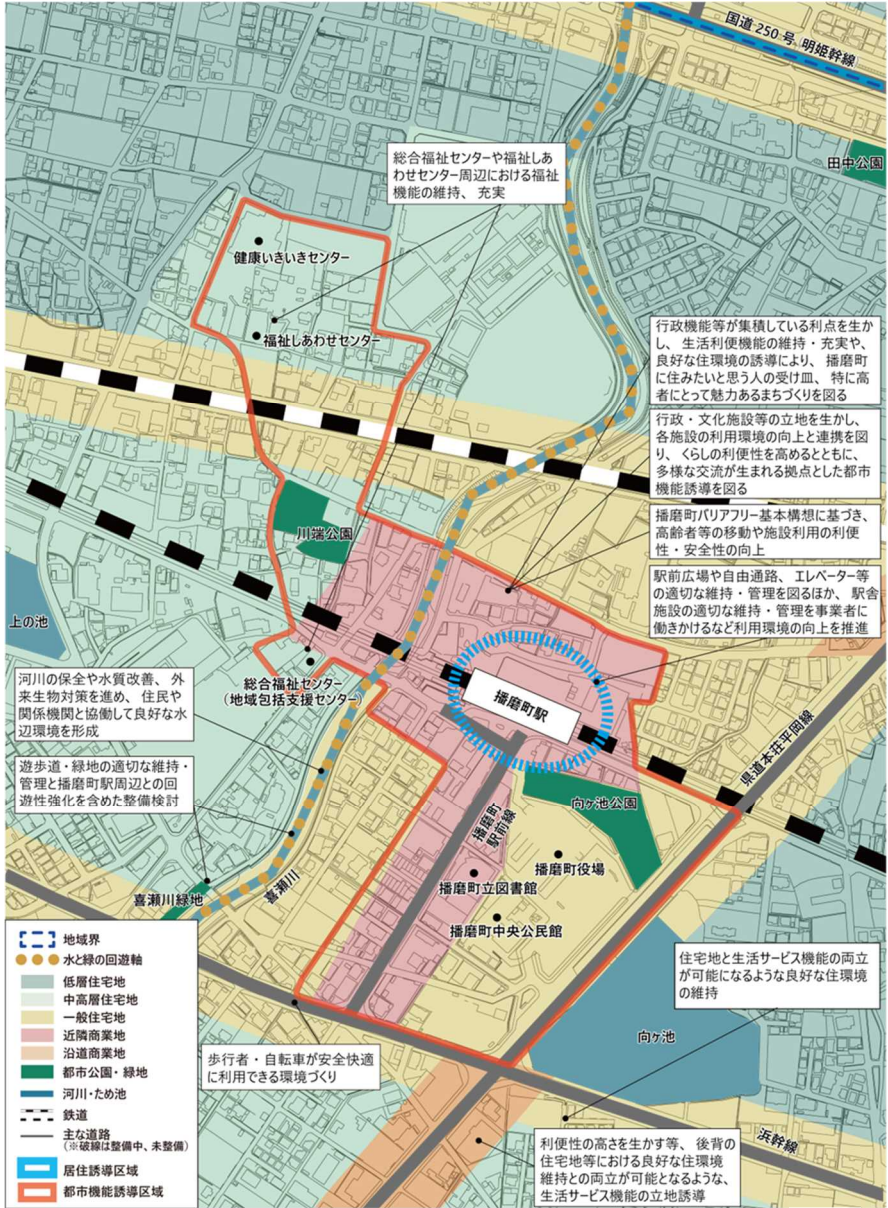 国道250号(明姫幹線)
田中公園
総合福祉センターや福祉しあ
わせセンター周辺における福祉
機能の維持、充実
健康いきいきセンター
福祉しあわせセンター
行政機能等が集積している利点を生か
し、生活利便機能の維持・充実や、
良好な住環境の誘導により、播磨町
に住みたいと思う人の受け皿、特に高
者にとって魅力あるまちづくりを図る
行政・文化施設等の立地を生かし、
各施設の利用環境の向上と連携を図
り、くらしの利便性を高めるとともに、
多様な交流が生まれる拠点とした都市
機能誘導を図る
播磨町バリアフリー基本構想に基づき、
高齢者等の移動や施設利用の利便
性・安全性の向上
駅前広場や自由通路、エレベーター等
の適切な維持・管理を図るほか、駅舎
施設の適切な維持・管理を事業者に
働きかけるなど利用環境の向上を推進
川端公園
上の池
総合福祉センター
(地域包括支援センター)
河川の保全や水質改善、外
来生物対策を進め、住民や
関係機関と協働して良好な水
辺環境を形成
遊歩道・緑地の適切な維持・
管理と播磨町駅周辺との回
遊性強化を含めた整備検討
播磨町駅
県道本荘平岡線
向ヶ池公園
播磨町
駅前線
播磨町役場
播磨町立図書館
播磨町中央公民館
喜瀬川緑地
喜瀬川
地域界
水と緑の回遊軸
低層住宅地
中高層住宅地
一般住宅地
近隣商業地
沿道商業地
都市公園・緑地
河川・ため池
鉄道
主な道路
(※破線は整備中、未整備)
居住誘導区域
都市機能誘導区域
住宅地と生活サービス機能の両立
が可能になるような良好な住環境
の維持
向ヶ池
歩行者・自転車が安全快適
に利用できる環境づくり
浜幹線
利便性の高さを生かす等、後背の
住宅地等における良好な住環境
維持との両立が可能となるような、
生活サービス機能の立地誘導